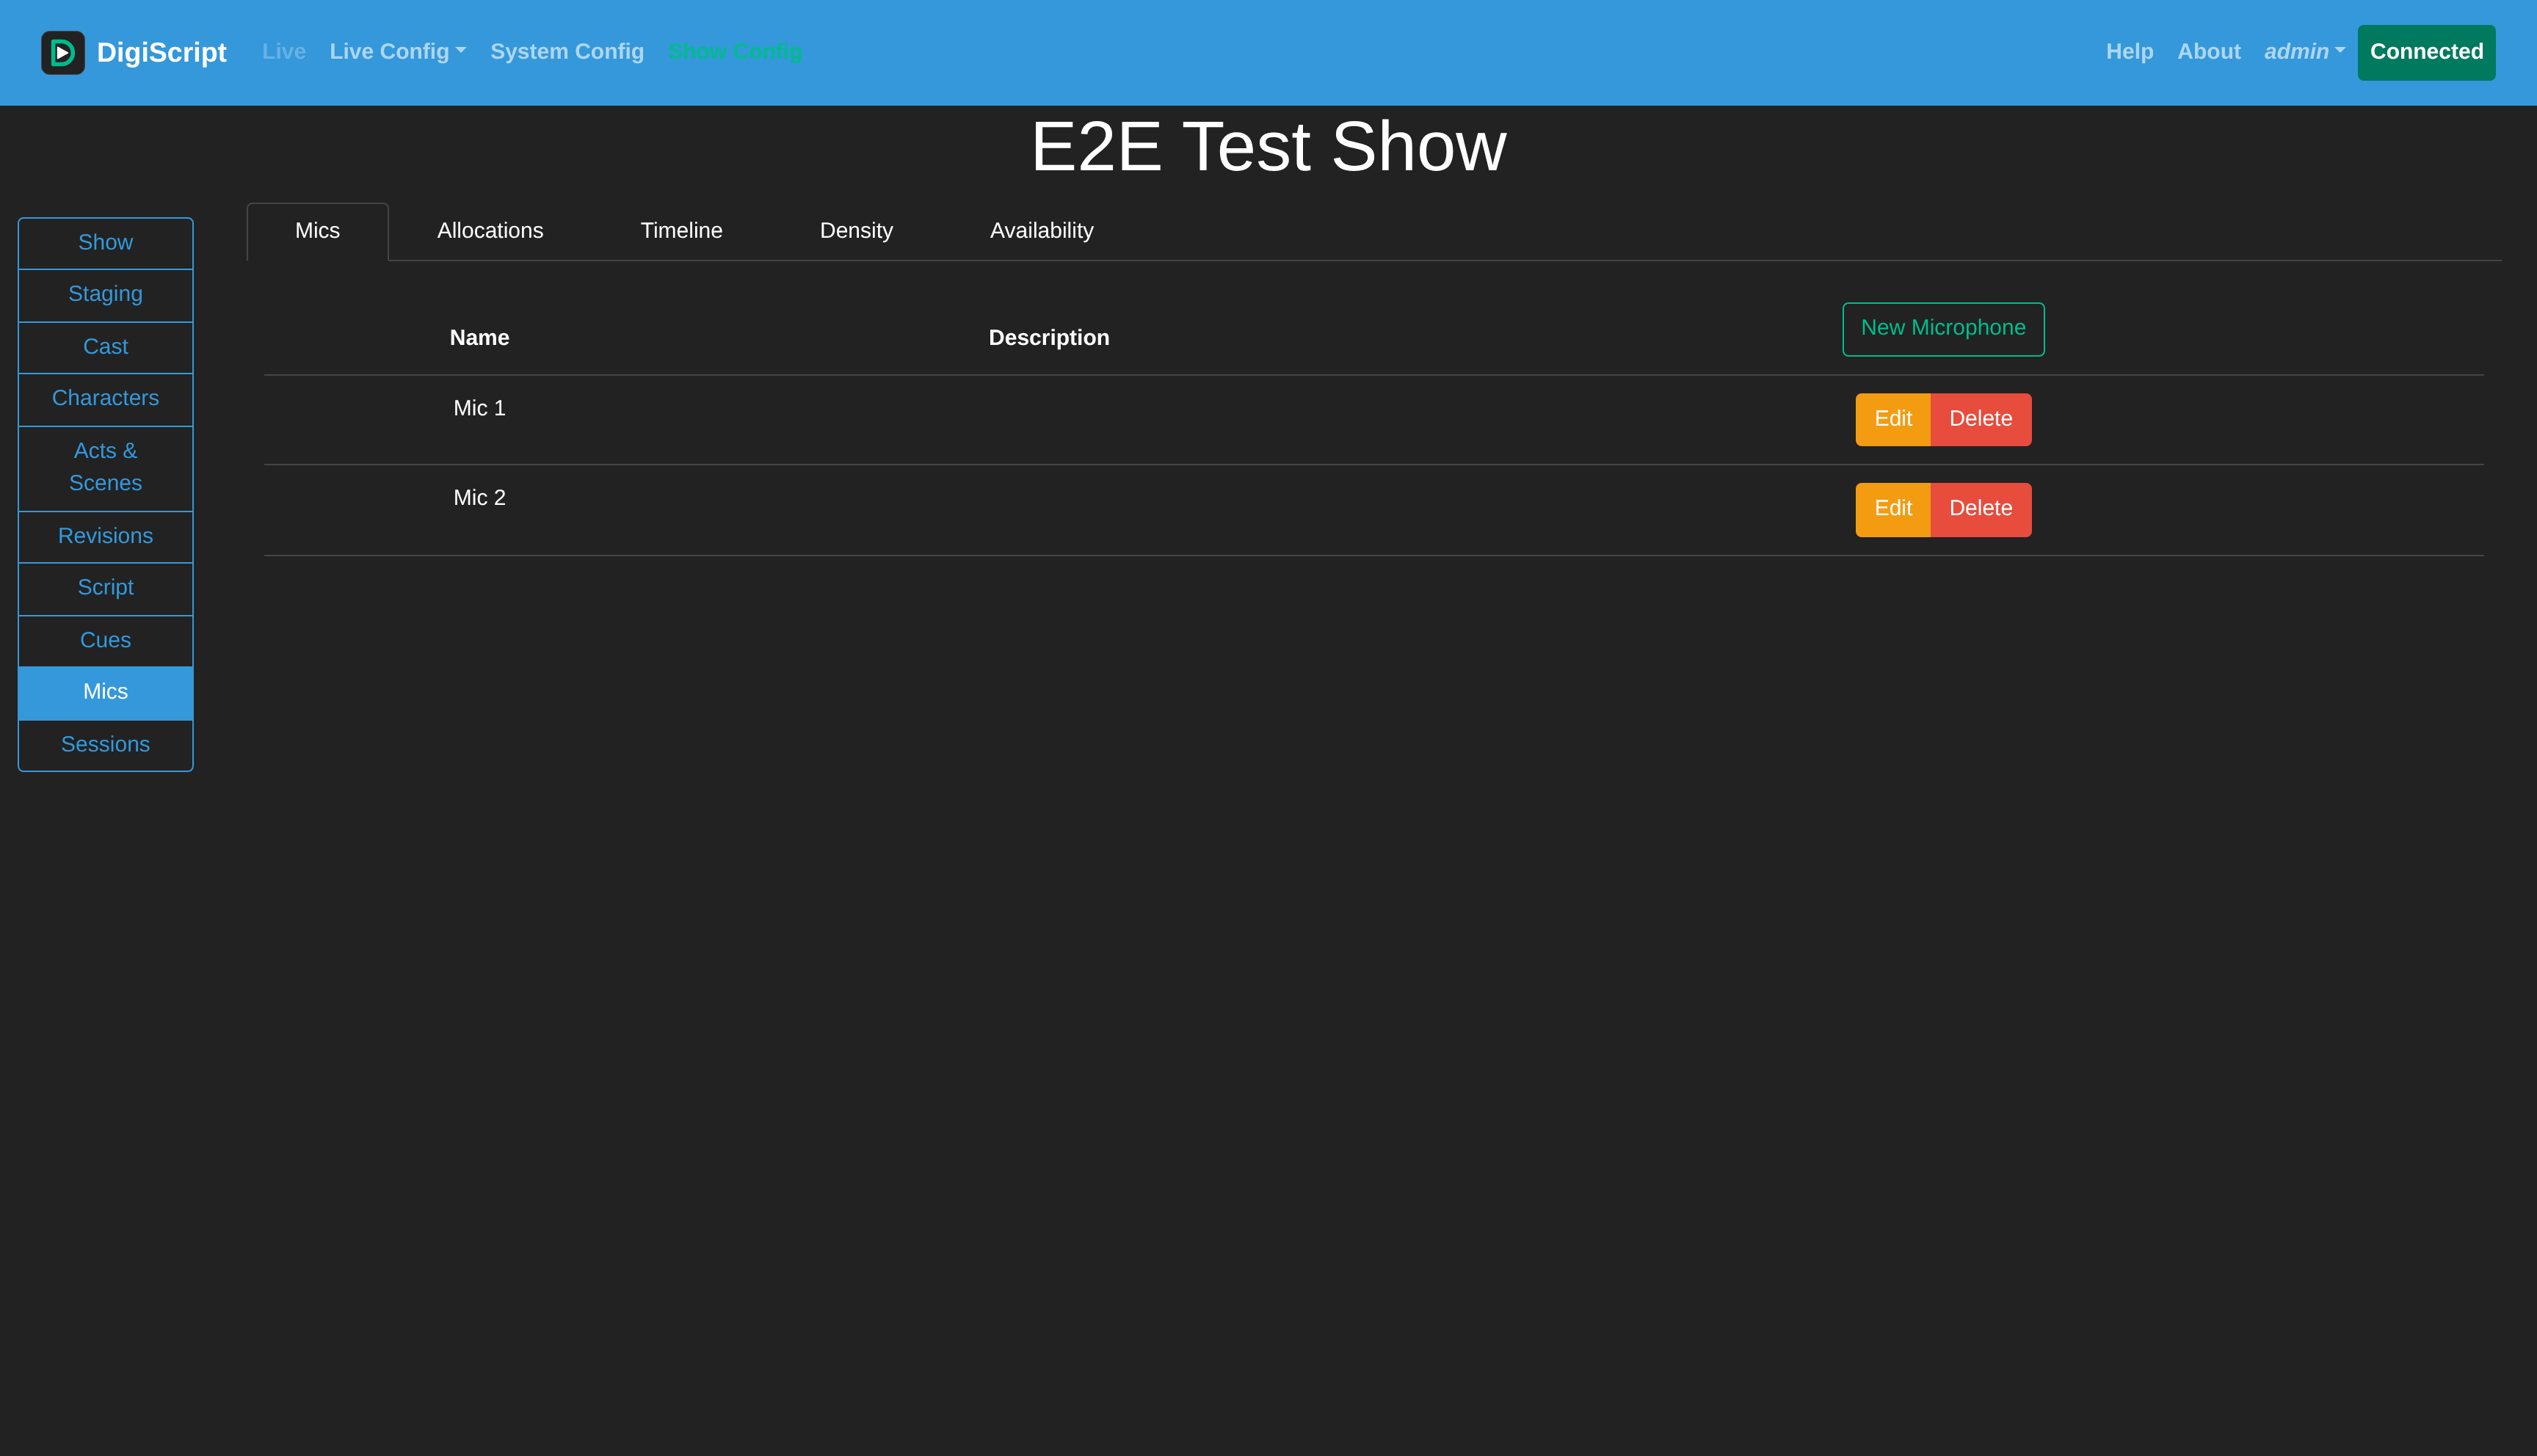 DigiScript Live Live Config System Config Show Config Help About admin Connected
E2E Test Show
Show
Staging
Cast
Characters
Acts &
Scenes
Revisions
Script
Cues
Mics
Sessions
Mics Allocations Timeline Density Availability
Name Description New Microphone
Mic 1 Edit Delete
Mic 2 Edit Delete